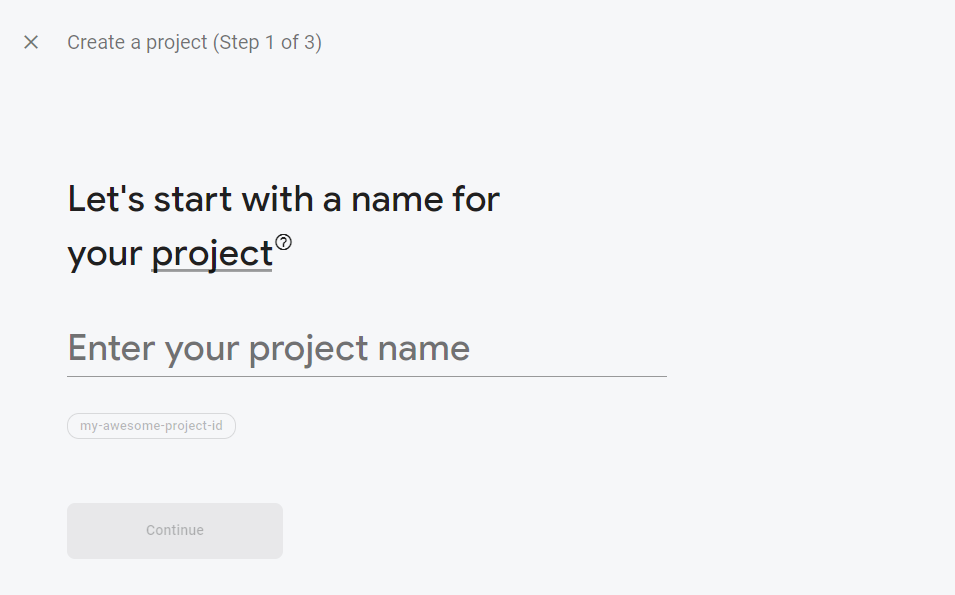 Create a project (Step 1 of 3)
Let's start with a name for
your project
Enter your project name
my-awesome-project-id
Continue